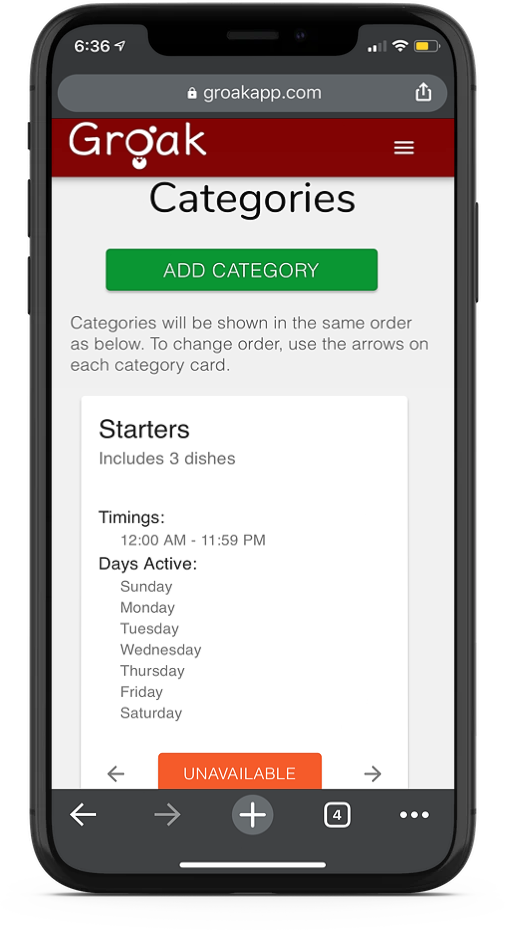 6:36
groakapp.com
Groak
Categories
ADD CATEGORY
Categories will be shown in the same order
as below. To change order, use the arrows on
each category card.
Starters
Includes 3 dishes
Timings:
12:00 AM - 11:59 PM
Days Active:
Sunday
Monday
Tuesday
Wednesday
Thursday
Friday
Saturday
UNAVAILABLE
4